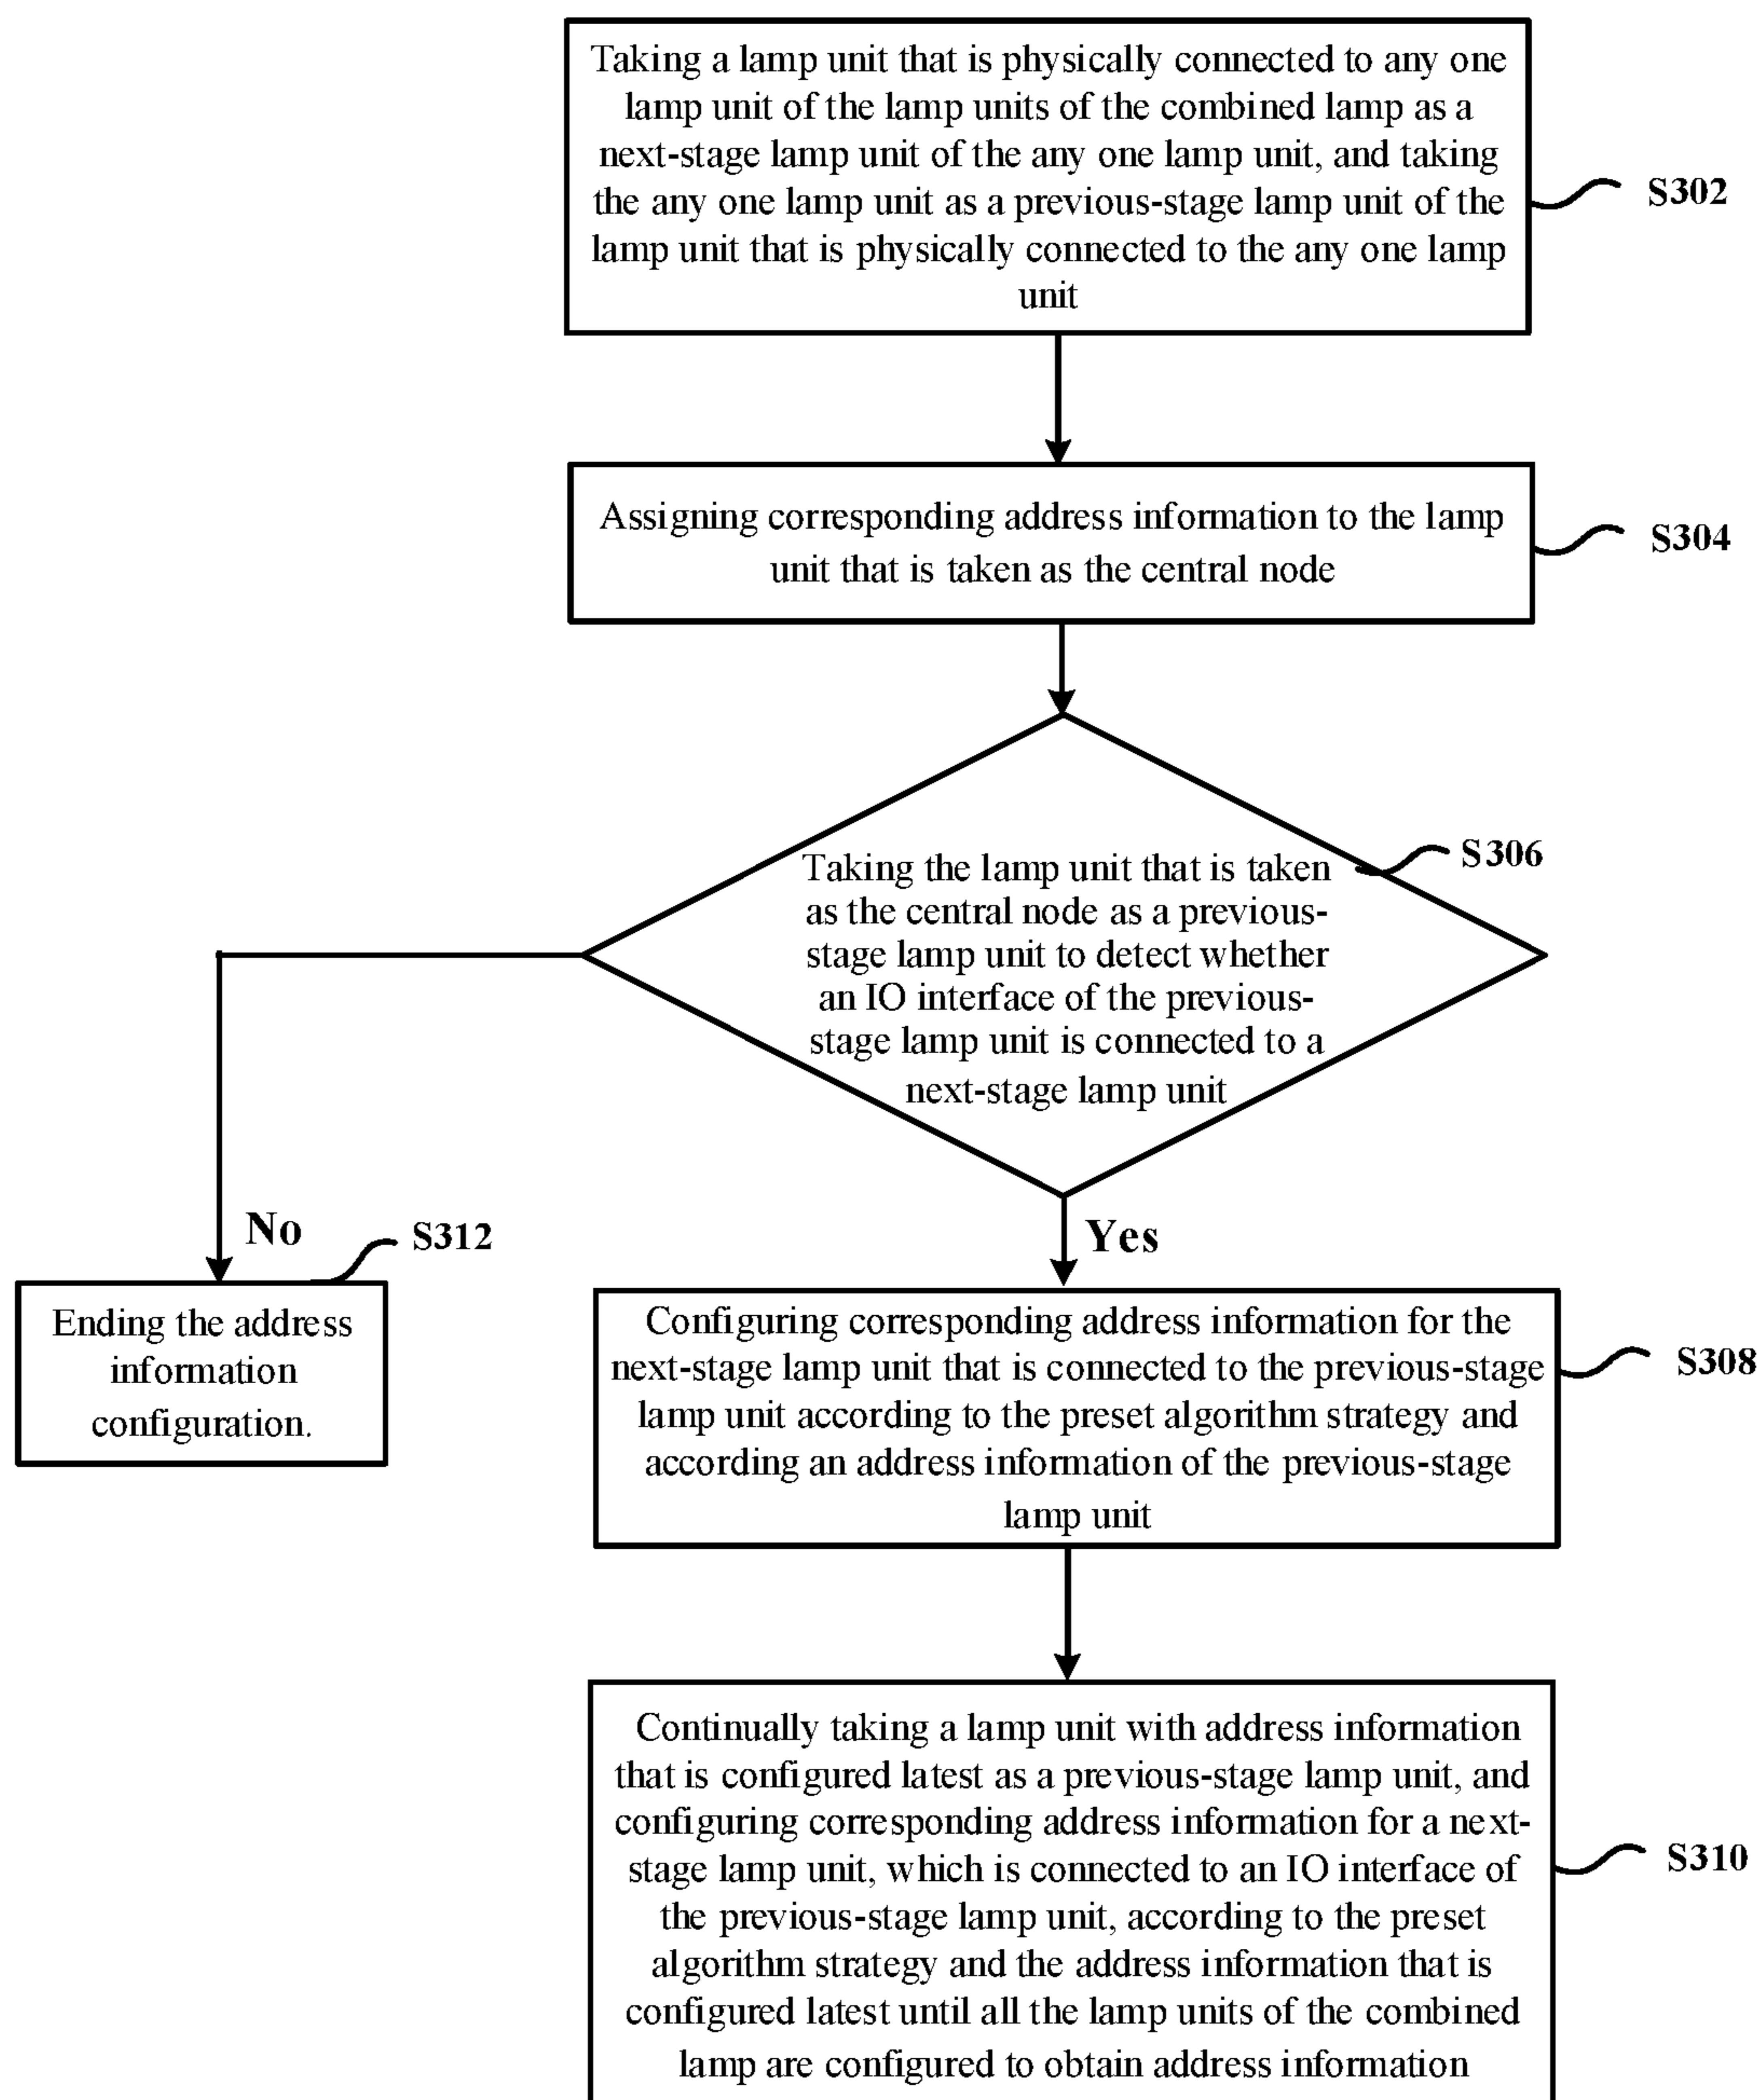 Taking a lamp unit that is physically connected to any one
lamp unit of the lamp units of the combined lamp as a
next-stage lamp unit of the any one lamp unit, and taking
the any one lamp unit as a previous-stage lamp unit of the
lamp unit that is physically connected to the any one lamp
unit
S302
Assigning corresponding address information to the lamp
unit that is taken as the central node
S304
Taking the lamp unit that is taken
as the central node as a previous-
stage lamp unit to detect whether
an IO interface of the previous-
stage lamp unit is connected to a
next-stage lamp unit
S306
No
S312
Yes
Ending the address
information
configuration.
Configuring corresponding address information for the
next-stage lamp unit that is connected to the previous-stage
lamp unit according to the preset algorithm strategy and
according an address information of the previous-stage
lamp unit
S308
Continually taking a lamp unit with address information
that is configured latest as a previous-stage lamp unit, and
configuring corresponding address information for a next-
stage lamp unit, which is connected to an IO interface of
the previous-stage lamp unit, according to the preset
algorithm strategy and the address information that is
configured latest until all the lamp units of the combined
lamp are configured to obtain address information
S310